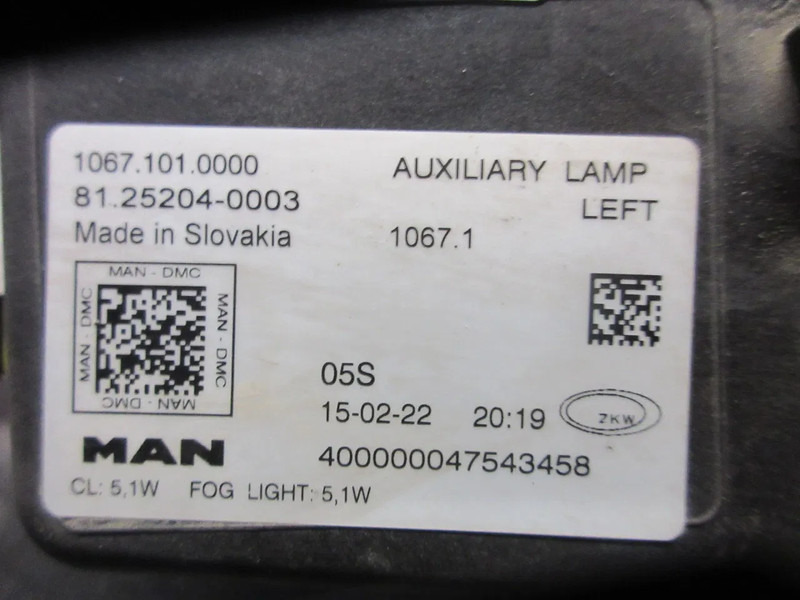 1067.101.0000
AUXILIARY LAMP
81.25204-0003
LEFT
Made in Slovakia
1067.1
MAN - DMC
MAN - DMC
MAN - DMC
MAN - DMC
05S
15-02-22 20:19
ZKW
MAN
400000047543458
CL: 5,1W FOG LIGHT: 5,1W